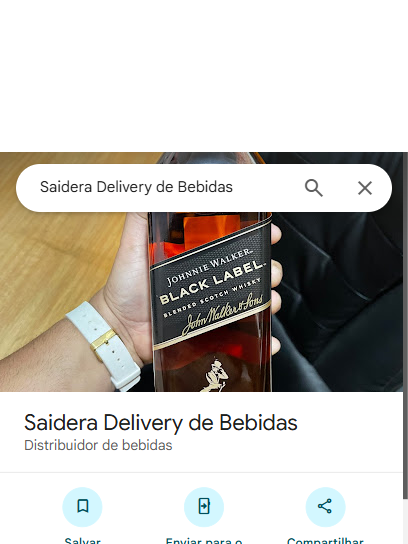 Saidera Delivery de Bebidas
JOHNNIE WALKER
BLACK LABEL
BLENDED SCOTCH WHISKY
John Walker & Sons
Saidera Delivery de Bebidas
Distribuidor de bebidas
Salvar
Enviar para o
Compartilhar